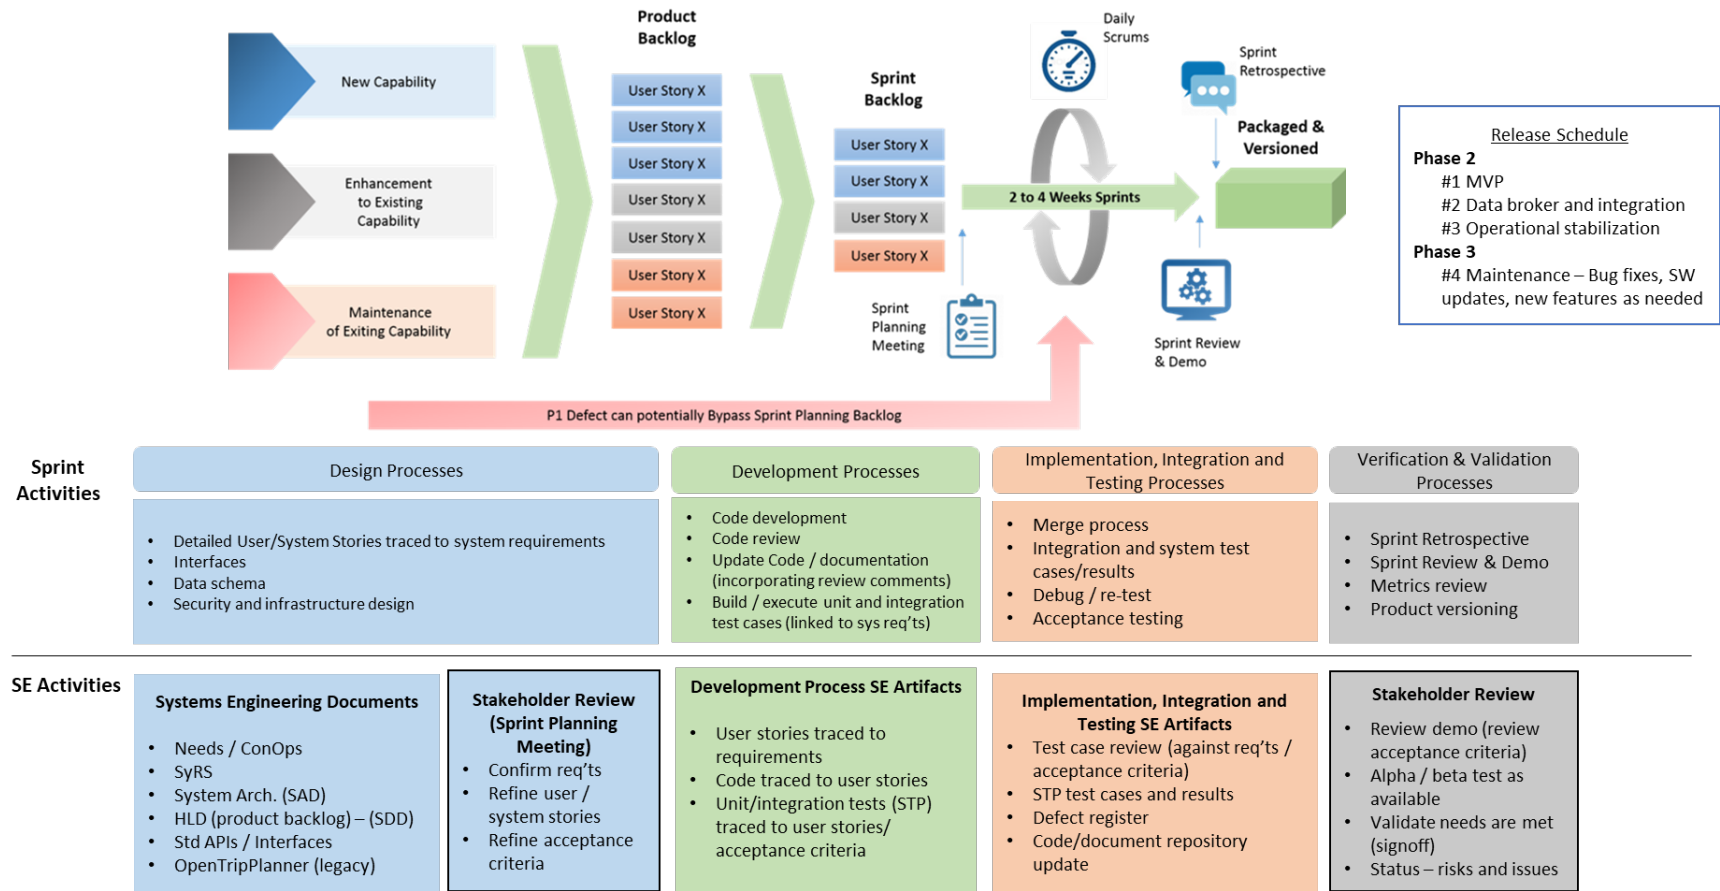 New Capability
Enhancement
to Existing
Capability
Maintenance
of Exiting Capability
Product
Backlog
User Story X
User Story X
User Story X
User Story X
User Story X
User Story X
User Story X
Sprint
Backlog
User Story X
User Story X
User Story X
User Story X
Daily
Scrums
Sprint
Retrospective
Packaged &
Versioned
2 to 4 Weeks Sprints
Sprint
Planning
Meeting
Sprint Review
& Demo
P1 Defect can potentially Bypass Sprint Planning Backlog
Release Schedule
Phase 2
#1 MVP
#2 Data broker and integration
#3 Operational stabilization
Phase 3
#4 Maintenance – Bug fixes, SW
updates, new features as needed
Sprint
Activities
Design Processes
• Detailed User/System Stories traced to system requirements
• Interfaces
• Data schema
• Security and infrastructure design
Development Processes
• Code development
• Code review
• Update Code / documentation
(incorporating review comments)
• Build / execute unit and integration
test cases (linked to sys req'ts)
Implementation, Integration and
Testing Processes
• Merge process
• Integration and system test
cases/results
• Debug / re-test
• Acceptance testing
Verification & Validation
Processes
• Sprint Retrospective
• Sprint Review & Demo
• Metrics review
• Product versioning
SE Activities
Systems Engineering Documents
• Needs / ConOps
• SyRS
• System Arch. (SAD)
• HLD (product backlog) – (SDD)
• Std APIs / Interfaces
• OpenTripPlanner (legacy)
Stakeholder Review
(Sprint Planning
Meeting)
• Confirm req'ts
• Refine user /
system stories
• Refine acceptance
criteria
Development Process SE Artifacts
• User stories traced to
requirements
• Code traced to user stories
• Unit/integration tests (STP)
traced to user stories/
acceptance criteria
Implementation, Integration and
Testing SE Artifacts
• Test case review (against req'ts /
acceptance criteria)
• STP test cases and results
• Defect register
• Code/document repository
update
Stakeholder Review
• Review demo (review
acceptance criteria)
• Alpha / beta test as
available
• Validate needs are met
(signoff)
• Status – risks and issues